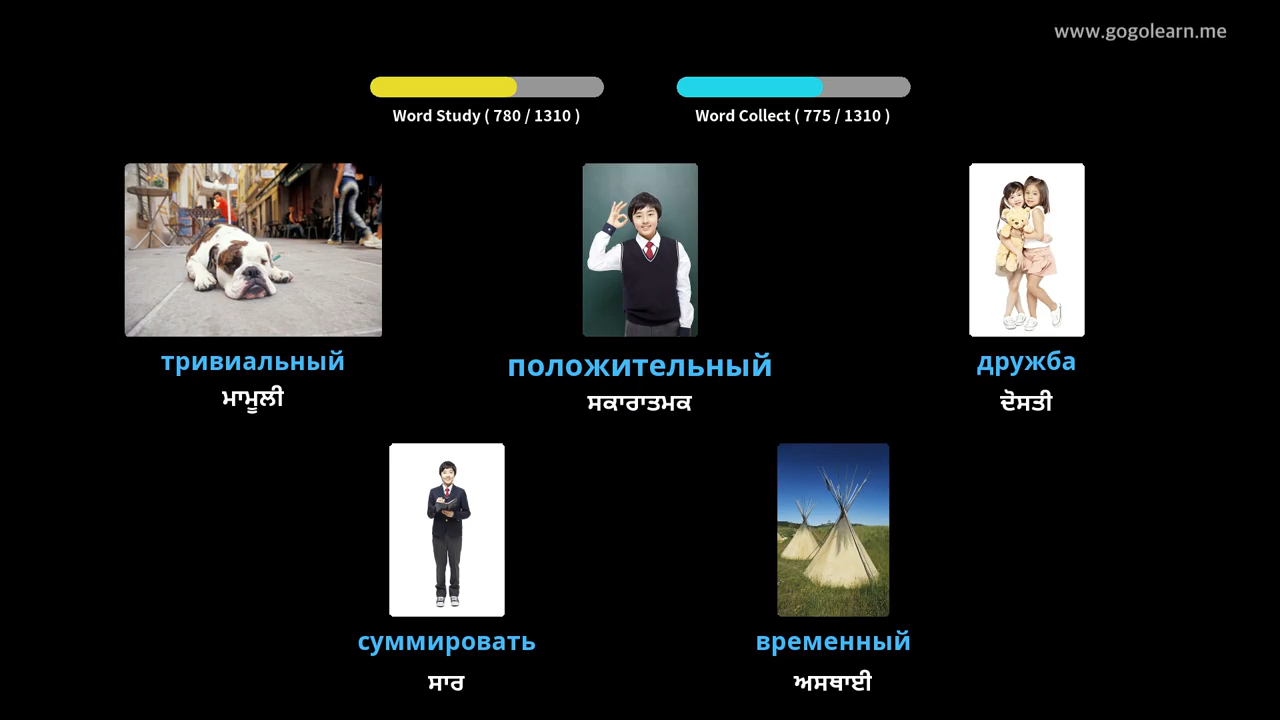 www.gogolearn.me
Word Study ( 780 / 1310 )
Word Collect ( 775 / 1310 )
тривиальный
ਮਾਮੂਲੀ
положительный
ਸਕਾਰਾਤਮਕ
дружба
ਦੋਸਤੀ
суммировать
ਸਾਰ
временный
ਅਸਥਾਈ